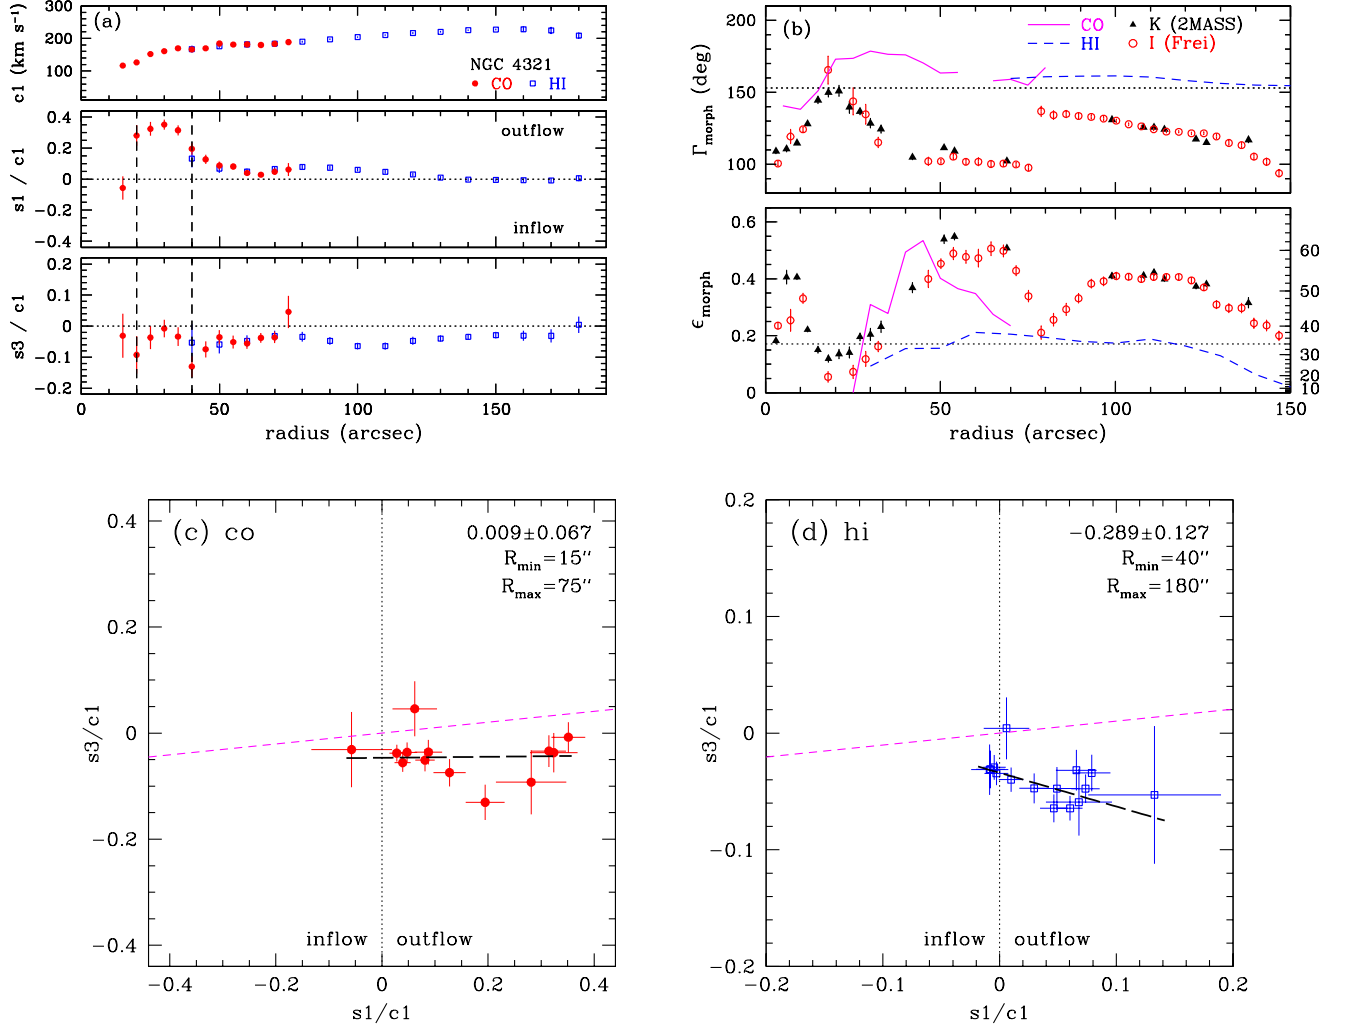 300
200
100
c1 (km s⁻¹)
(a)
NGC 4321
CO HI
0.4
0.2
0
−0.2
−0.4
s1 / c1
outflow
inflow
0.2
0.1
0
−0.1
−0.2
s3 / c1
0 50 100 150
radius (arcsec)
200
150
100
Γmorph (deg)
(b)
CO K (2MASS)
HI I (Frei)
0.6
0.4
0.2
0
ϵmorph
60
50
40
30
20
10
0 50 100 150
radius (arcsec)
(c) co
0.009±0.067
Rmin=15″
Rmax=75″
0.4
0.2
0
−0.2
−0.4
s3/c1
inflow outflow
−0.4 −0.2 0 0.2 0.4
s1/c1
(d) hi
−0.289±0.127
Rmin=40″
Rmax=180″
0.2
0.1
0
−0.1
−0.2
s3/c1
inflow outflow
−0.2 −0.1 0 0.1 0.2
s1/c1